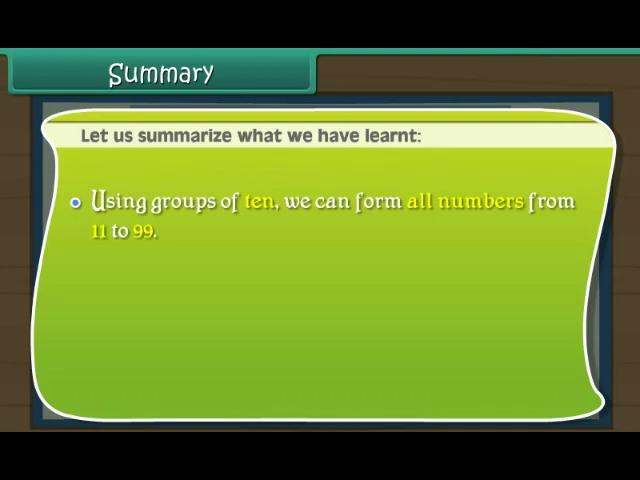 Summary
Let us summarize what we have learnt:
Using groups of ten, we can form all numbers from
11 to 99.